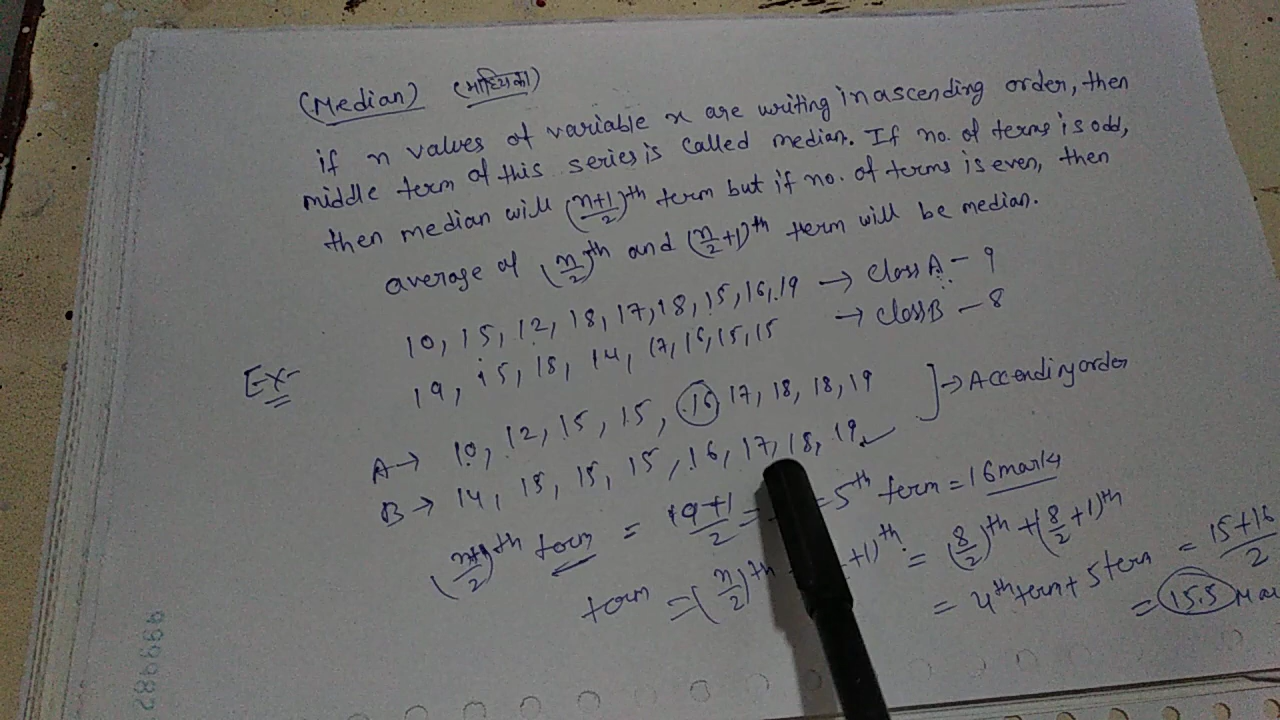 (Median) (माध्यिका)
if n values of variable x are writing in ascending order, then
middle term of this series is called median. If no. of terms is odd,
then median will (n+1/2)th term but if no. of terms is even, then
average of (n/2)th and (n/2+1)th term will be median.
10, 15, 12, 18, 17, 18, 15, 16, 19 → Class A - 9
Ex- 19, 15, 18, 14, 17, 16, 15, 15 → Class B - 8
A → 10, 12, 15, 15, 16 17, 18, 18, 19 ] → Accending order
B → 14, 15, 15, 15, 16, 17, 18, 19
(n+1/2)th term = 9+1/2 = = 5th term = 16 marks
term = (n/2)th +1)th = (8/2)th + (8/2+1)th
= 4th term + 5 term = 15+16/2
= 15.5
999982